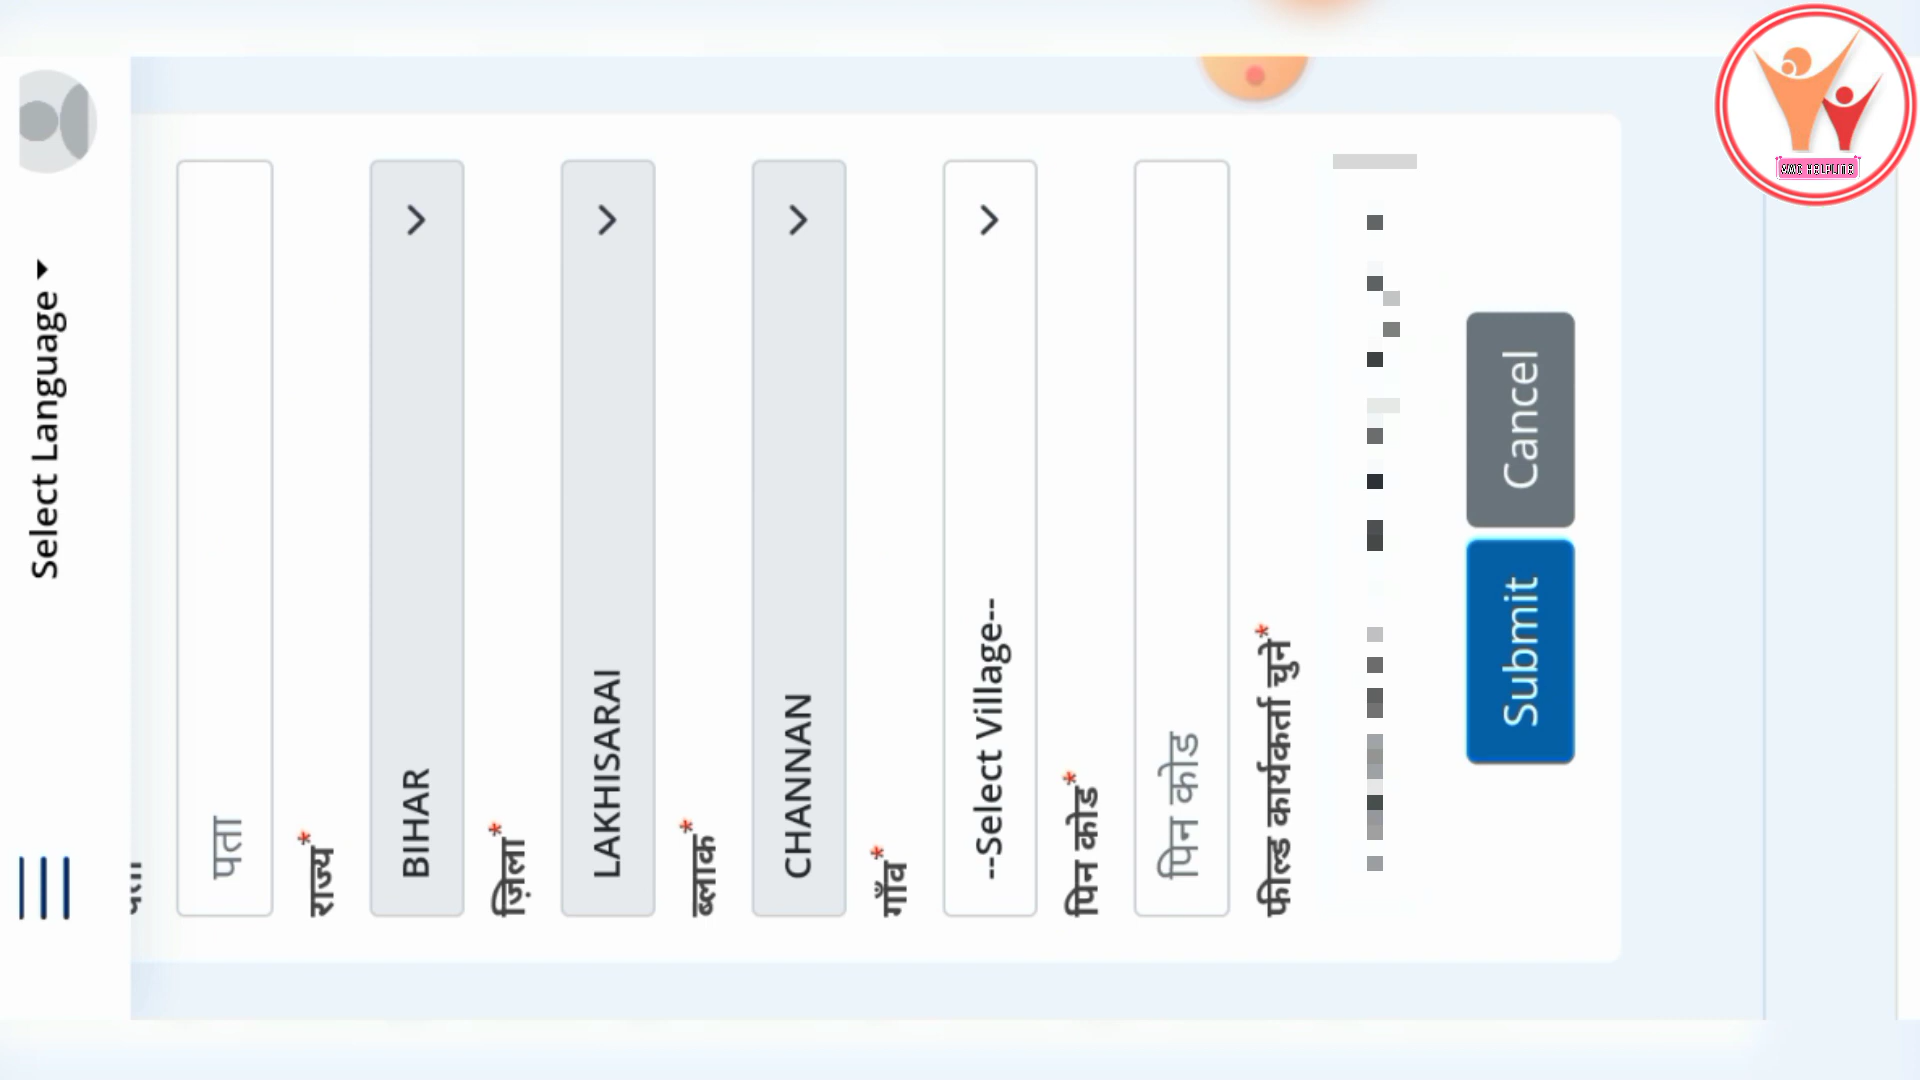 Select Language
पता
राज्य*
BIHAR
ज़िला*
LAKHISARAI
ब्लाक*
CHANNAN
गाँव*
--Select Village--
पिन कोड*
पिन कोड
फील्ड कार्यकर्ता चुने*
Submit Cancel